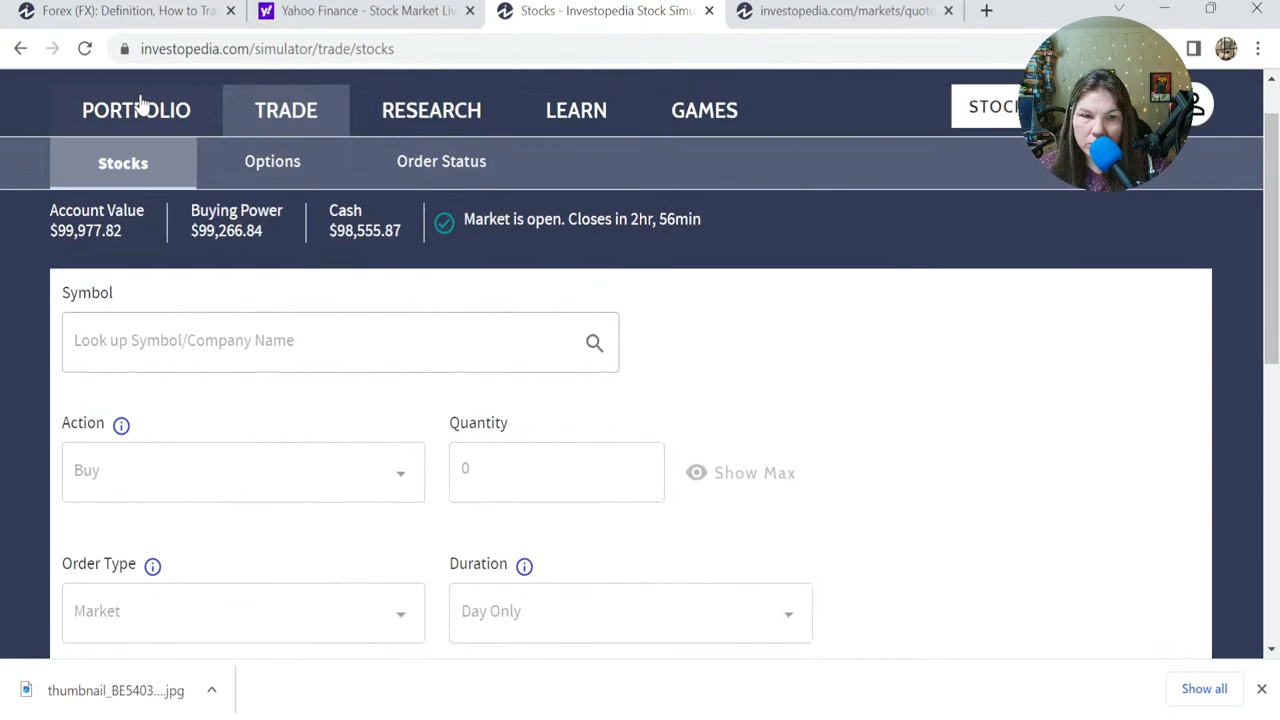 Forex (FX): Definition, How to Tra
Yahoo Finance - Stock Market Liv
Stocks - Investopedia Stock Simu
investopedia.com/markets/quote
investopedia.com/simulator/trade/stocks
PORTFOLIO TRADE RESEARCH LEARN GAMES STOC
Stocks Options Order Status
Account Value Buying Power Cash
$99,977.82 $99,266.84 $98,555.87
Market is open. Closes in 2hr, 56min
Symbol
Look up Symbol/Company Name
Action Quantity
Buy 0 Show Max
Order Type Duration
Market Day Only
thumbnail_BE5403....jpg Show all